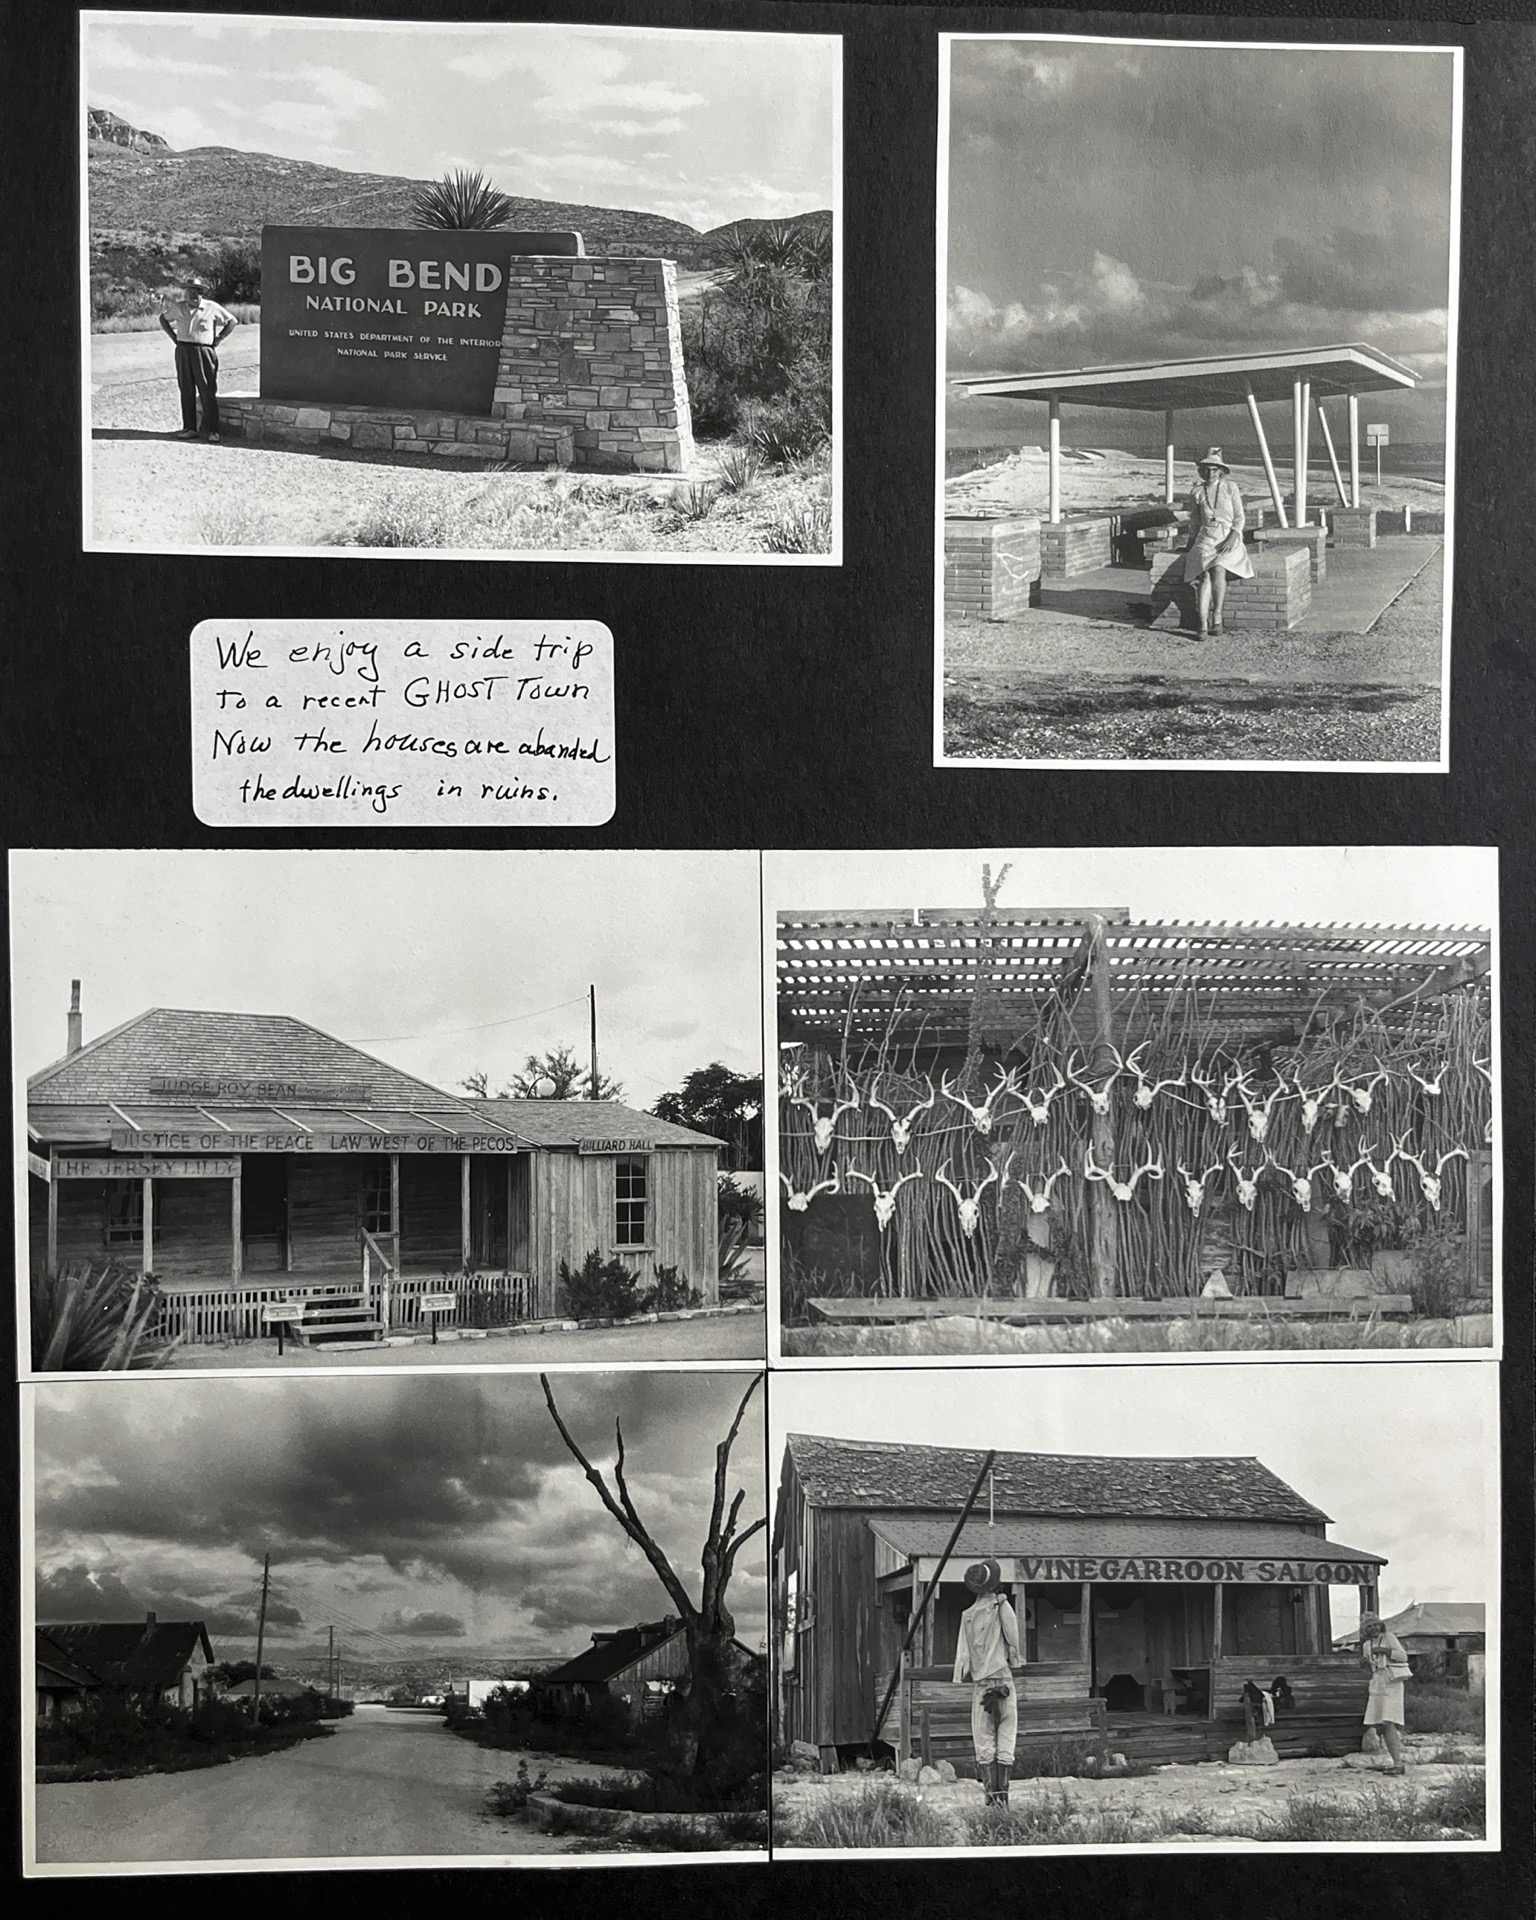 BIG BEND
NATIONAL PARK
UNITED STATES DEPARTMENT OF THE INTERIOR
NATIONAL PARK SERVICE
We enjoy a side trip
To a recent GHOST Town
Now the houses are abanded
the dwellings in ruins.
JUDGE ROY BEAN
JUSTICE OF THE PEACE LAW WEST OF THE PECOS
BILLIARD HALL
THE JERSEY LILLY
VINEGARROON SALOON